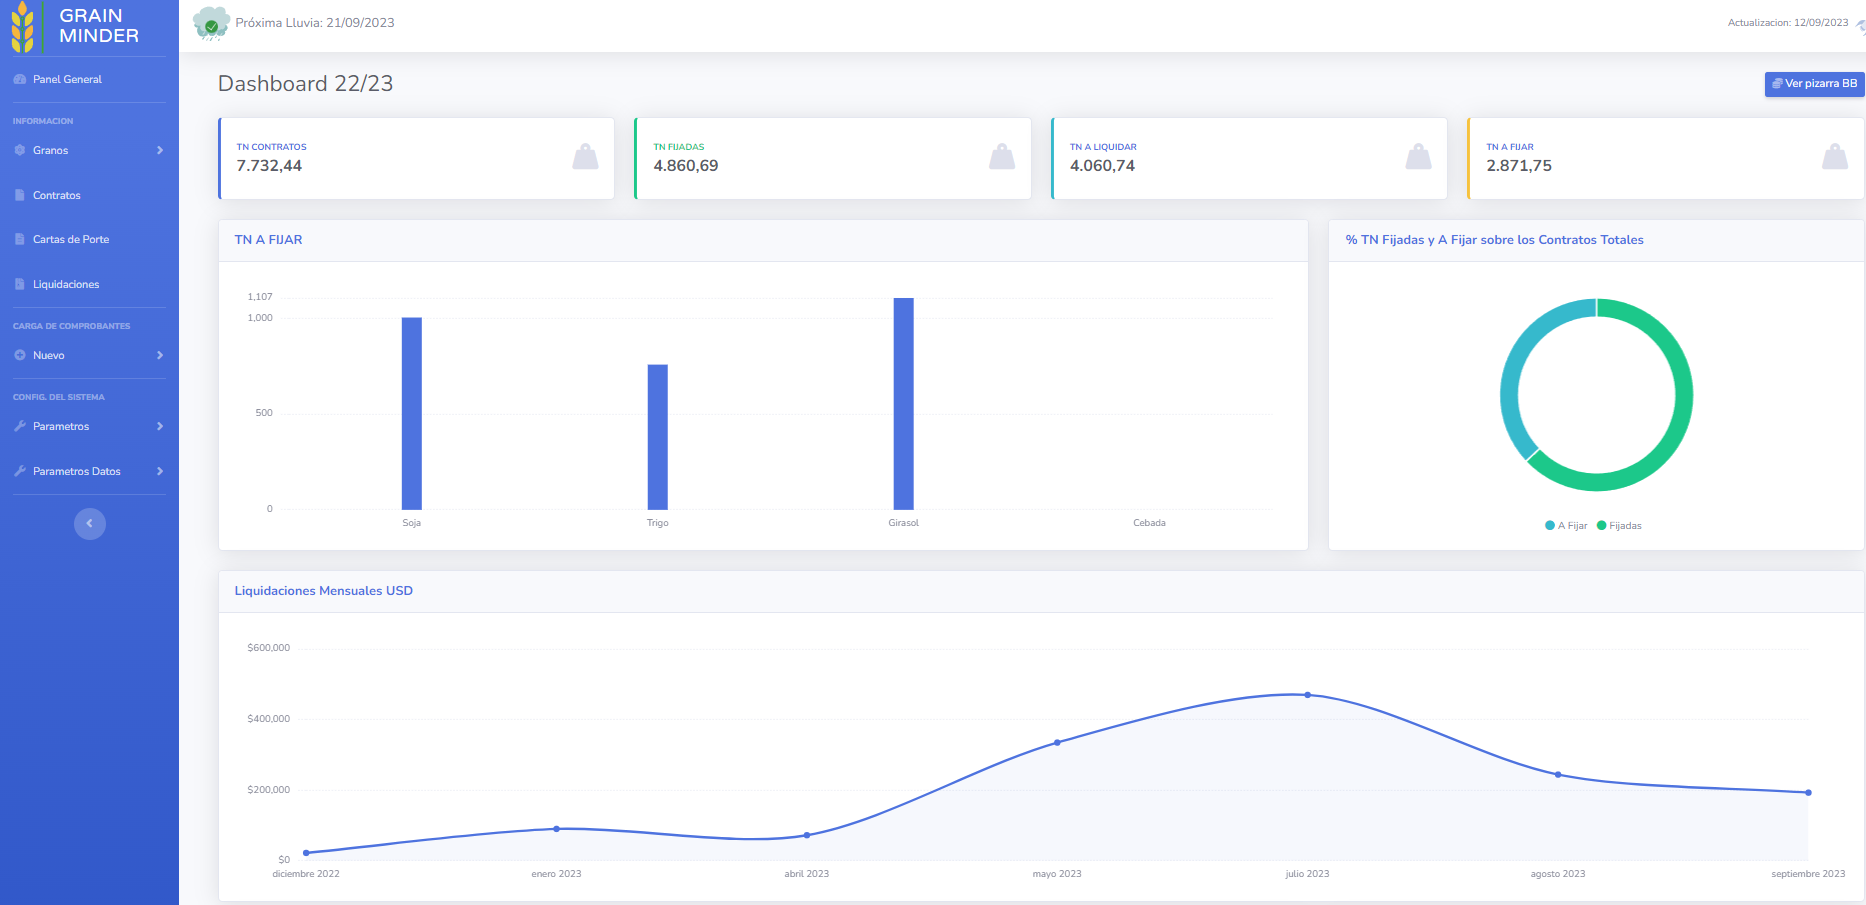 GRAIN
MINDER
Panel General
INFORMACION
Granos
Contratos
Cartas de Porte
Liquidaciones
CARGA DE COMPROBANTES
Nuevo
CONFIG. DEL SISTEMA
Parametros
Parametros Datos
Próxima Lluvia: 21/09/2023
Actualizacion: 12/09/2023
Dashboard 22/23
Ver pizarra BB
TN CONTRATOS
7.732,44
TN FIJADAS
4.860,69
TN A LIQUIDAR
4.060,74
TN A FIJAR
2.871,75
TN A FIJAR
1,107
1,000
500
0
Soja Trigo Girasol Cebada
% TN Fijadas y A Fijar sobre los Contratos Totales
A Fijar Fijadas
Liquidaciones Mensuales USD
$600,000
$400,000
$200,000
$0
diciembre 2022 enero 2023 abril 2023 mayo 2023 julio 2023 agosto 2023 septiembre 2023